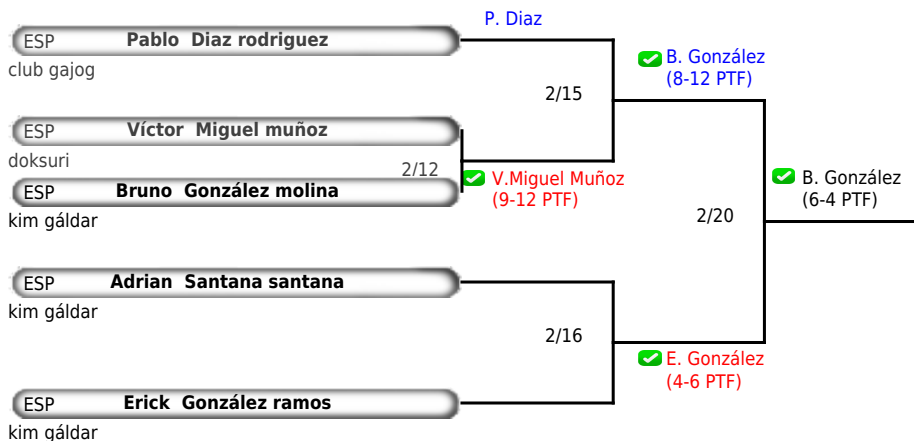 P. Diaz
ESP Pablo Diaz rodriguez
club gajog
B. González
(8-12 PTF)
2/15
ESP Víctor Miguel muñoz
doksuri
2/12
V.Miguel Muñoz
(9-12 PTF)
ESP Bruno González molina
kim gáldar
B. González
(6-4 PTF)
2/20
ESP Adrian Santana santana
kim gáldar
2/16
E. González
(4-6 PTF)
ESP Erick González ramos
kim gáldar